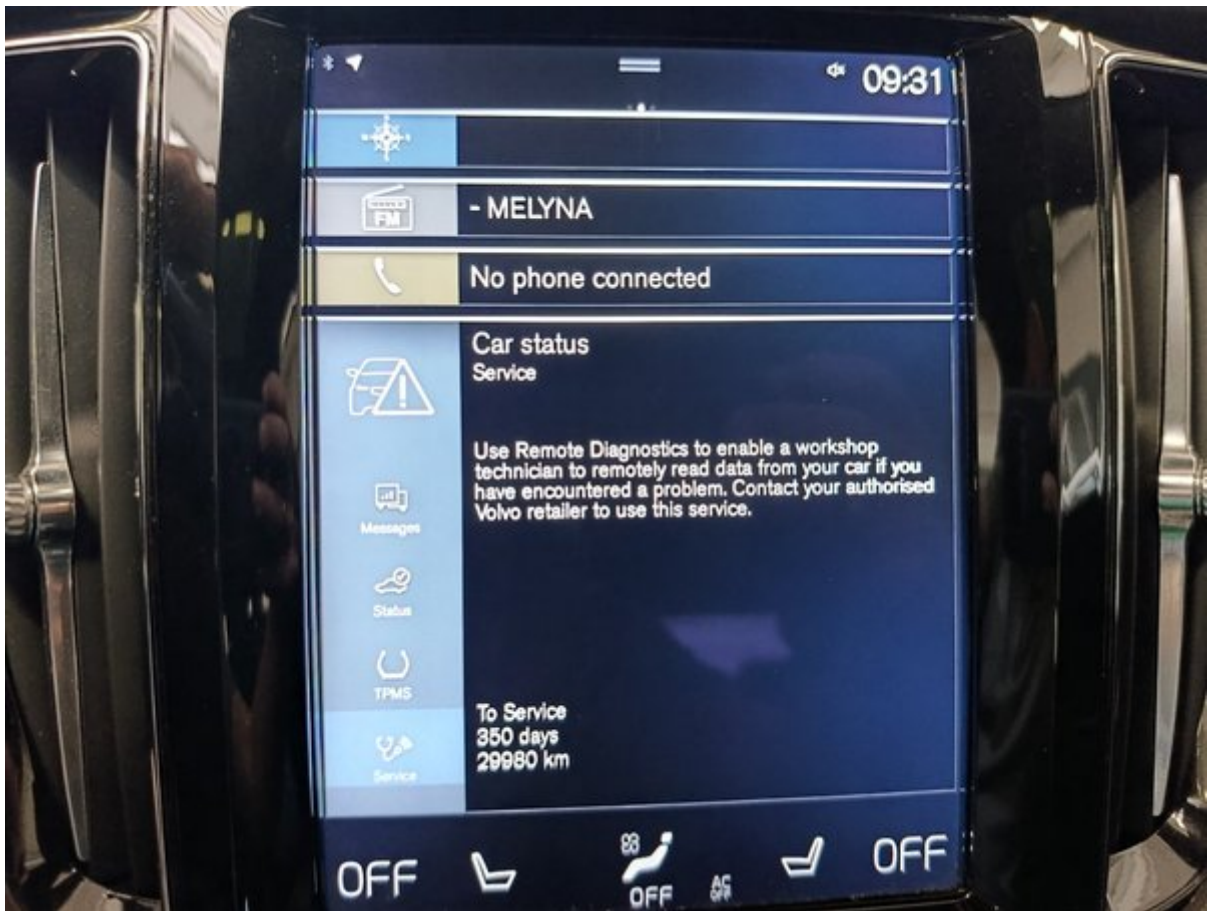 09:31
FM
- MELYNA
No phone connected
Car status
Service
Use Remote Diagnostics to enable a workshop
technician to remotely read data from your car if you
have encountered a problem. Contact your authorised
Volvo retailer to use this service.
Messages
Status
TPMS
To Service
350 days
29980 km
Service
OFF
OFF
AC
OFF
OFF